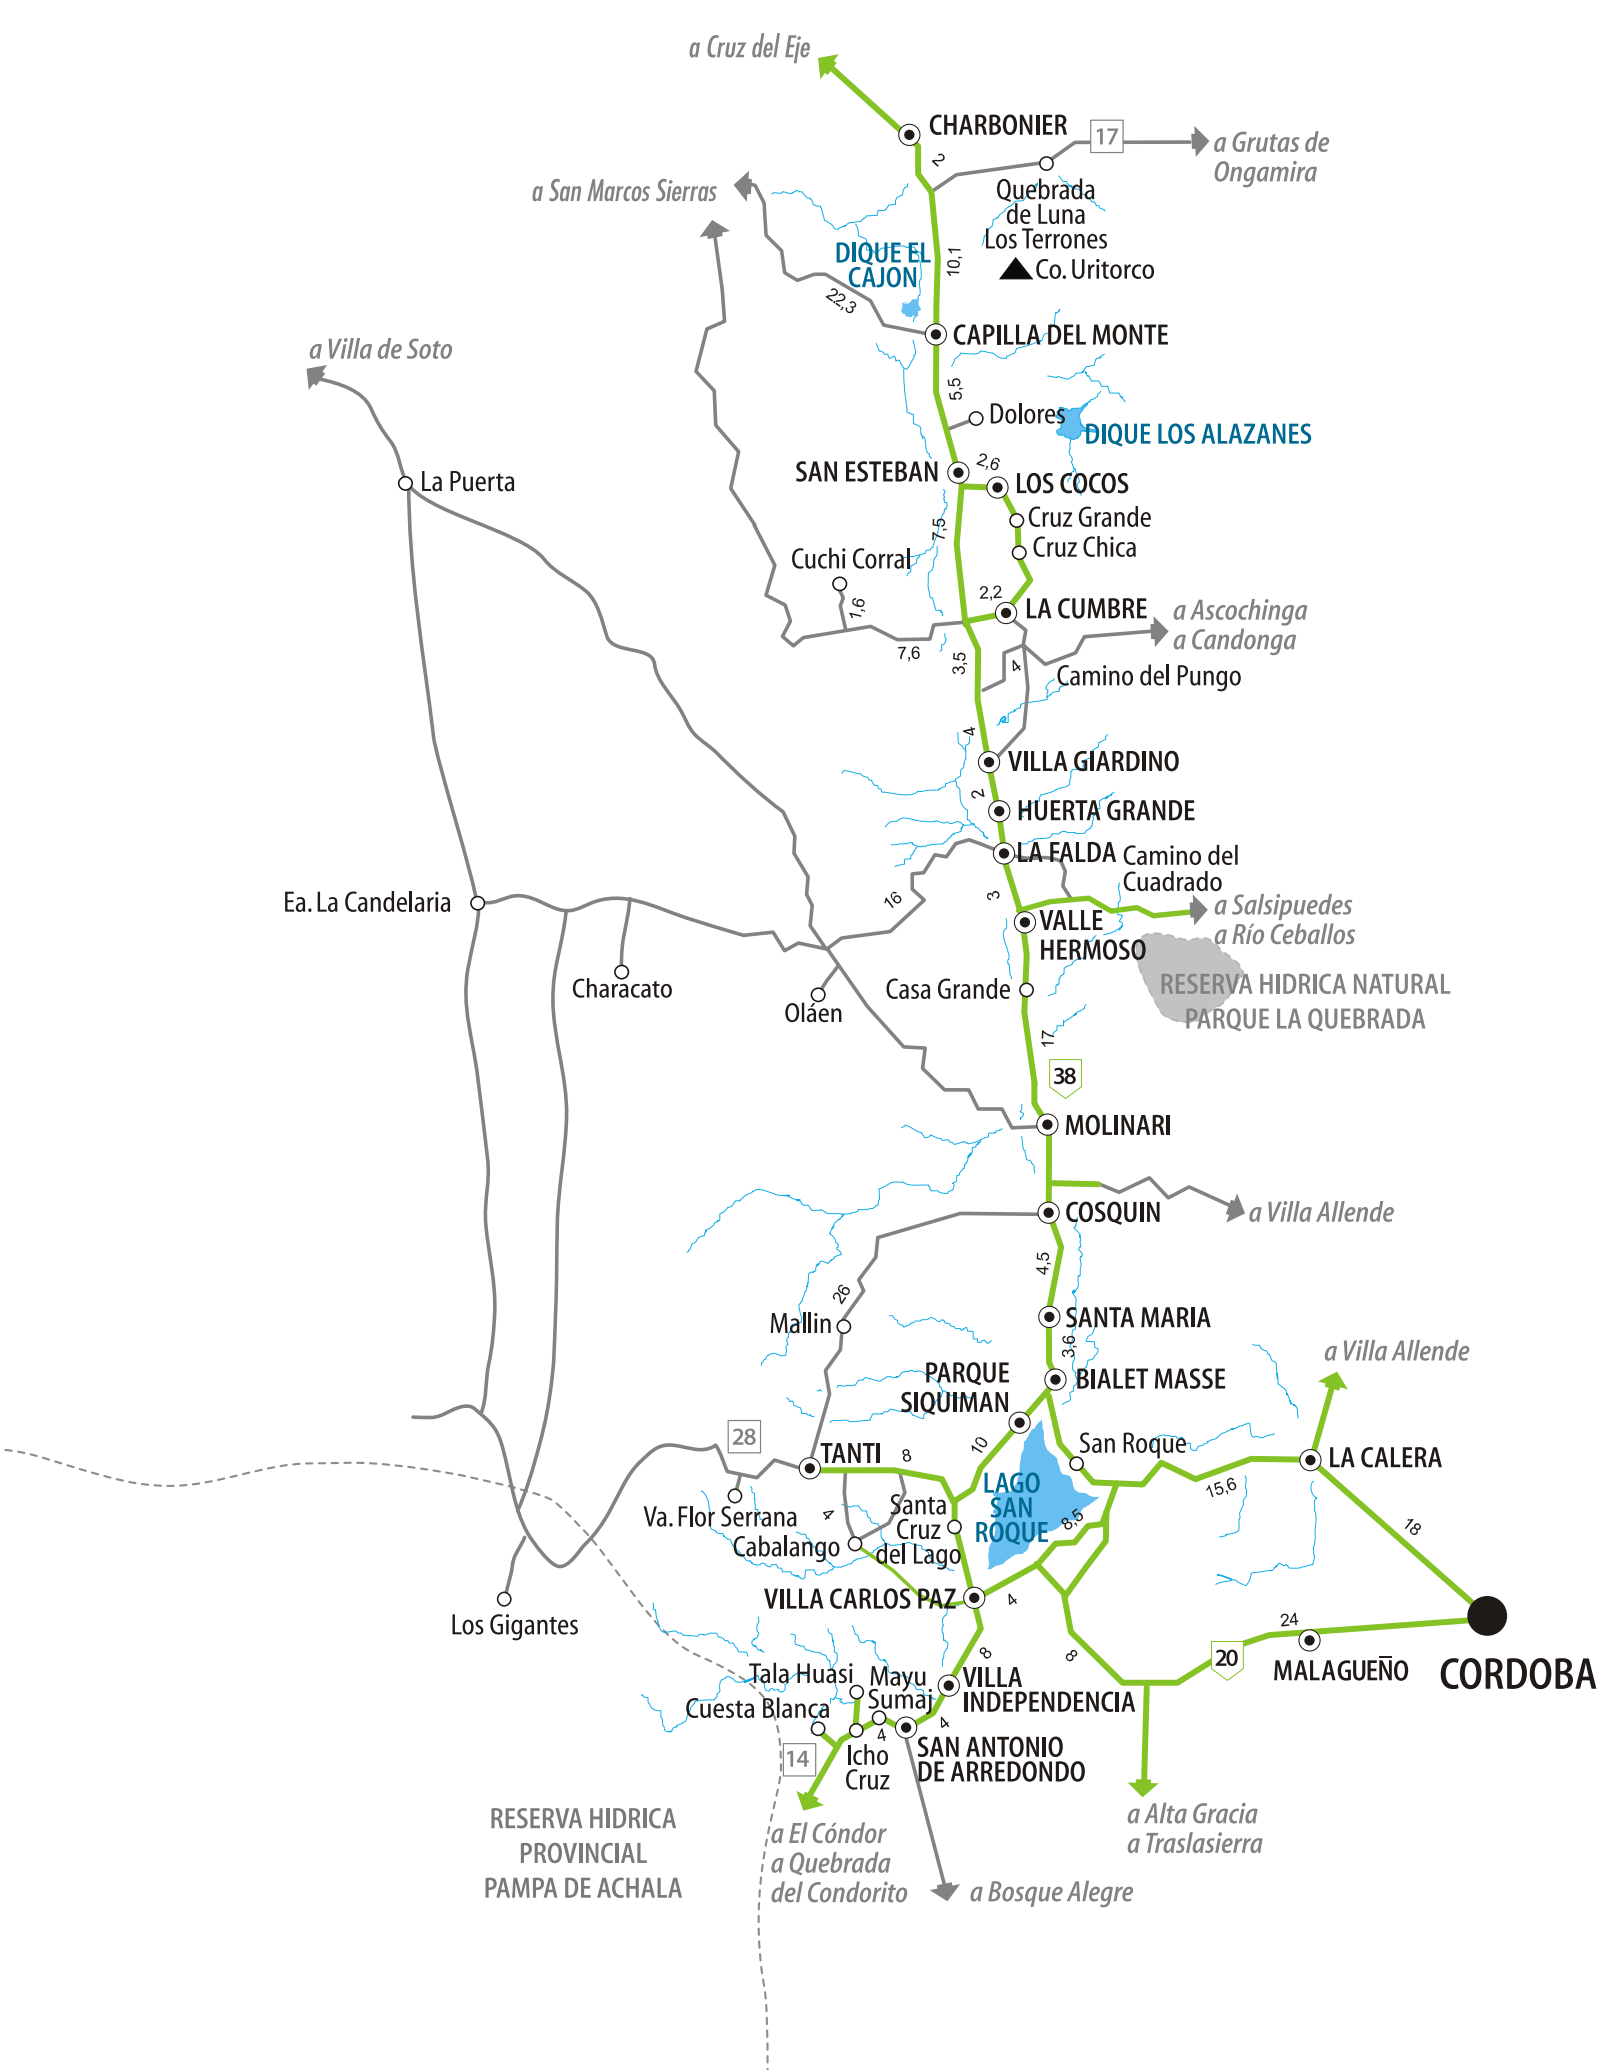 a Cruz del Eje
CHARBONIER
2
17
a Grutas de
Ongamira
a San Marcos Sierras
Quebrada
de Luna
Los Terrones
Co. Uritorco
DIQUE EL
CAJON
10,1
22,3
CAPILLA DEL MONTE
a Villa de Soto
5,5
Dolores
DIQUE LOS ALAZANES
SAN ESTEBAN
2,6
LOS COCOS
La Puerta
Cruz Grande
7,5
Cruz Chica
Cuchi Corral
1,6
2,2
LA CUMBRE
a Ascochinga
a Candonga
7,6
3,5
4
Camino del Pungo
4
VILLA GIARDINO
2
HUERTA GRANDE
LA FALDA
Camino del
Cuadrado
16
3
Ea. La Candelaria
a Salsipuedes
a Río Ceballos
VALLE
HERMOSO
Characato
Casa Grande
Oláen
RESERVA HIDRICA NATURAL
PARQUE LA QUEBRADA
17
38
MOLINARI
COSQUIN
a Villa Allende
4,5
26
Mallin
SANTA MARIA
3,6
a Villa Allende
PARQUE
SIQUIMAN
BIALET MASSE
28
TANTI
8
10
San Roque
LA CALERA
LAGO
SAN
ROQUE
15,6
Va. Flor Serrana
4
Santa
Cruz
del Lago
8,5
18
Cabalango
VILLA CARLOS PAZ
4
Los Gigantes
24
8
8
20
MALAGUEÑO
CORDOBA
Tala Huasi
Mayu
Sumaj
VILLA
INDEPENDENCIA
Cuesta Blanca
4
4
14
Icho
Cruz
SAN ANTONIO
DE ARREDONDO
RESERVA HIDRICA
PROVINCIAL
PAMPA DE ACHALA
a El Cóndor
a Quebrada
del Condorito
a Bosque Alegre
a Alta Gracia
a Traslasierra